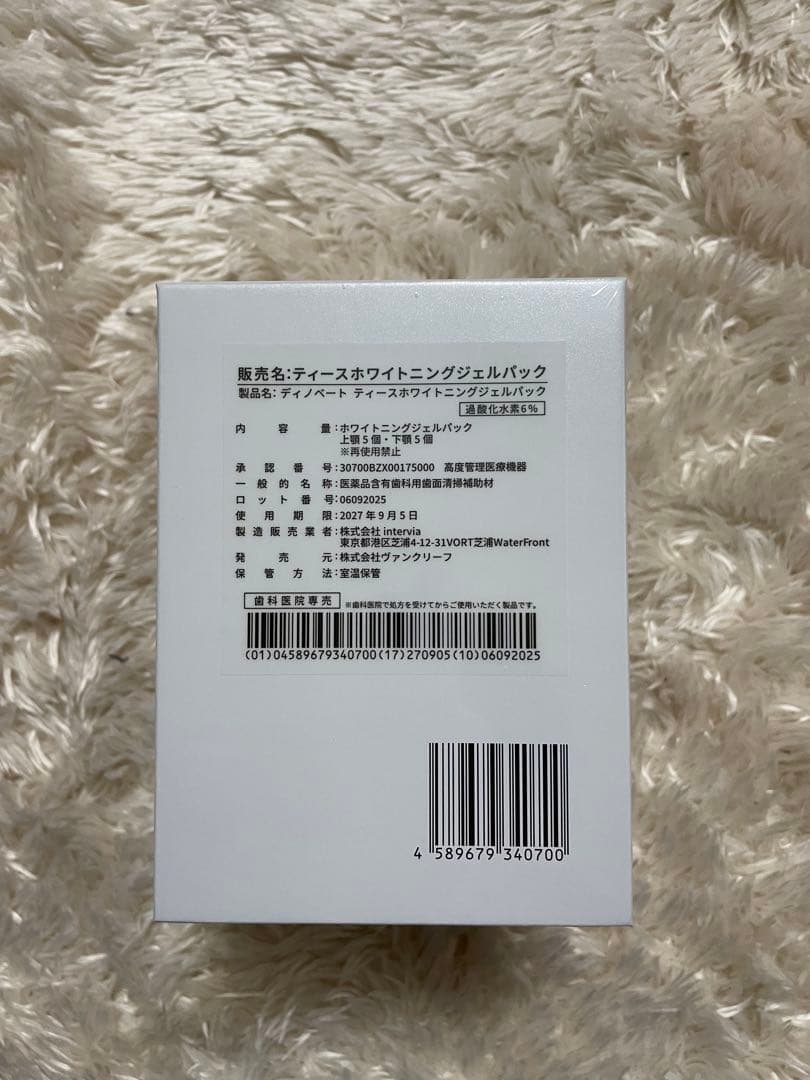 販売名:ティースホワイトニングジェルパック
製品名: ディノベート ティースホワイトニングジェルパック
過酸化水素6%
内容量:ホワイトニングジェルパック
上顎5個・下顎5個
※再使用禁止
承認番号:30700BZX00175000 高度管理医療機器
一般的名称:医薬品含有歯科用歯面清掃補助材
ロット番号:06092025
使用期限:2027年9月5日
製造販売業者:株式会社 intervia
東京都港区芝浦4-12-31VORT芝浦WaterFront
発売元:株式会社ヴァンクリーフ
保管方法:室温保管
歯科医院専売 ※歯科医院で処方を受けてからご使用いただく製品です。
(01)04589679340700(17)270905(10)06092025
4 589679 340700